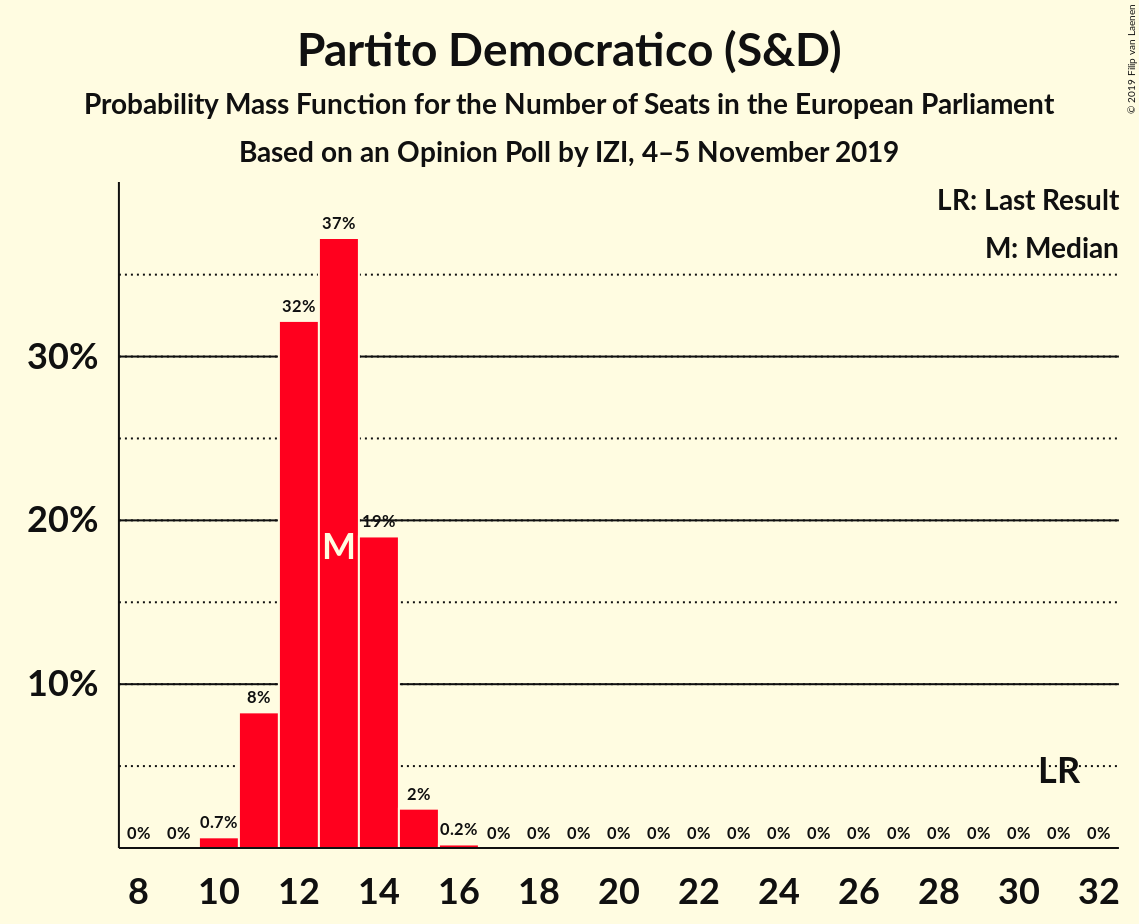 Partito Democratico (S&D)
Probability Mass Function for the Number of Seats in the European Parliament
Based on an Opinion Poll by IZI, 4–5 November 2019
© 2019 Filip van Laenen
LR: Last Result
M: Median
37%
32%
30%
20%
19%
M
10%
8%
LR
2%
0% 0% 0.7% 0.2% 0% 0% 0% 0% 0% 0% 0% 0% 0% 0% 0% 0% 0% 0% 0% 0%
8 10 12 14 16 18 20 22 24 26 28 30 32